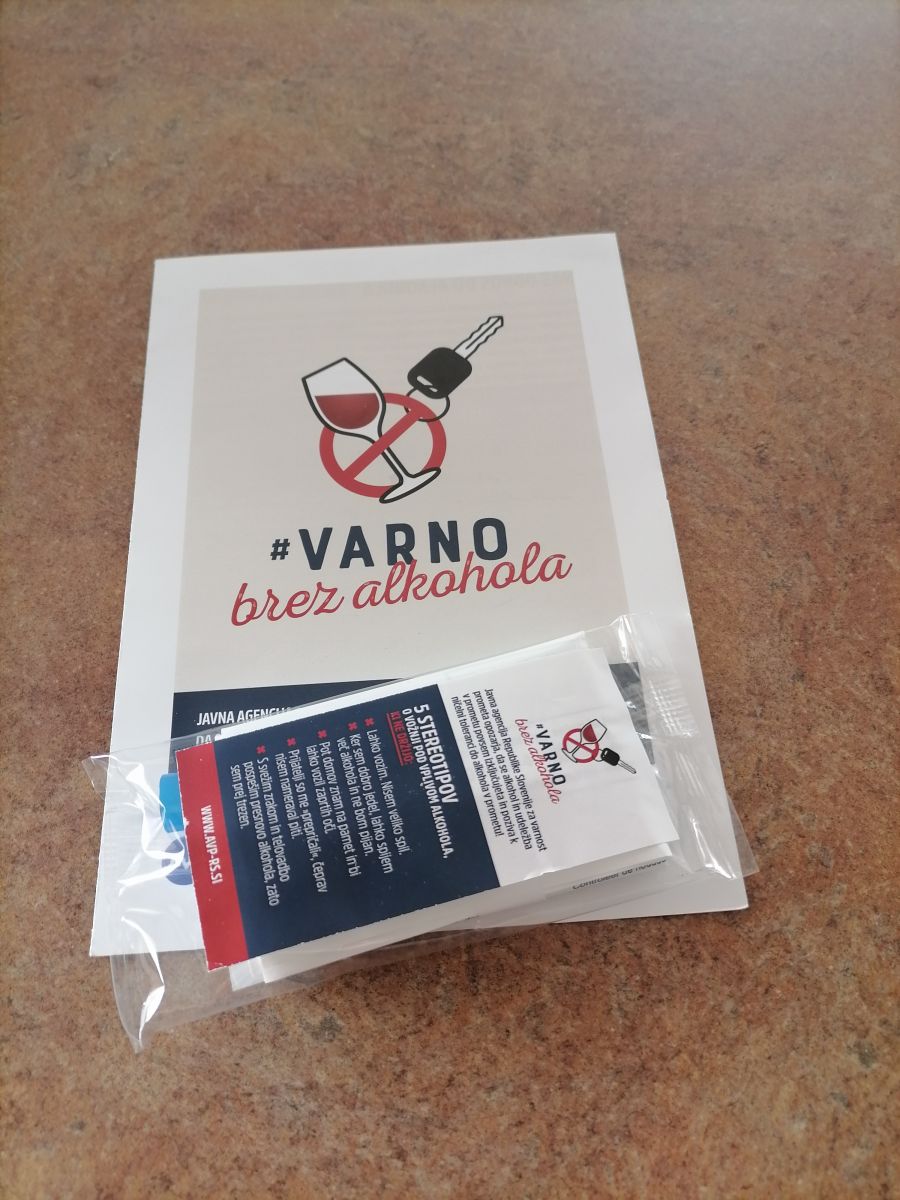 #VARNO
brez alkohola
JAVNA AGENCIJA
#VARNO
brez alkohola
Javna agencija Republike Slovenije za varnost
prometa opozarja, da se alkohol in udeležba
v prometu povsem izključujeta in poziva k
ničelni toleranci do alkohola v prometu!
5 STEREOTIPOV
O VOŽNJI POD VPLIVOM ALKOHOLA,
KI NE DRŽIJO:
✖ Lahko vozim. Nisem veliko spil.
✖ Ker sem dobro jedel, lahko spijem
več alkohola in ne bom pijan.
✖ Pot domov znam na pamet in bi
lahko vozil zaprtih oči.
✖ Prijatelji so me »prepričali«, čeprav
nisem nameraval piti.
✖ S svežim zrakom in telovadbo
pospešim presnovo alkohola, zato
sem prej trezen.
WWW.AVP-RS.SI